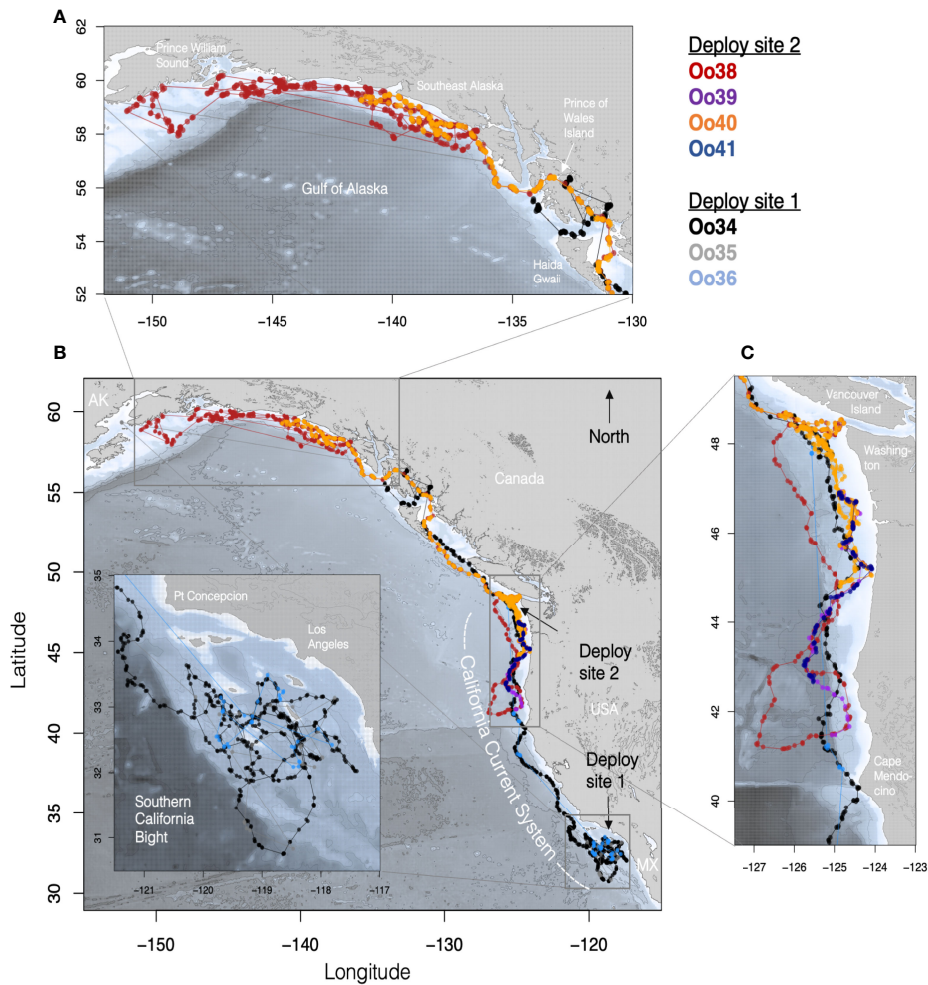 A
62
60
58
56
54
52
Prince William
Sound
Southeast Alaska
Prince of
Wales
Island
Gulf of Alaska
Haida
Gwaii
−150
−145
−140
−135
−130
Deploy site 2
Oo38
Oo39
Oo40
Oo41
Deploy site 1
Oo34
Oo35
Oo36
B
Latitude
60
55
50
45
40
35
30
AK
North
Canada
Deploy
site 2
USA
Deploy
site 1
MX
California Current System
35
34
33
32
31
Pt Concepcion
Los
Angeles
Southern
California
Bight
−121
−120
−119
−118
−117
−150
−140
−130
−120
Longitude
C
48
46
44
42
40
Vancouver
Island
Washing-
ton
Cape
Mendo-
cino
−127
−126
−125
−124
−123